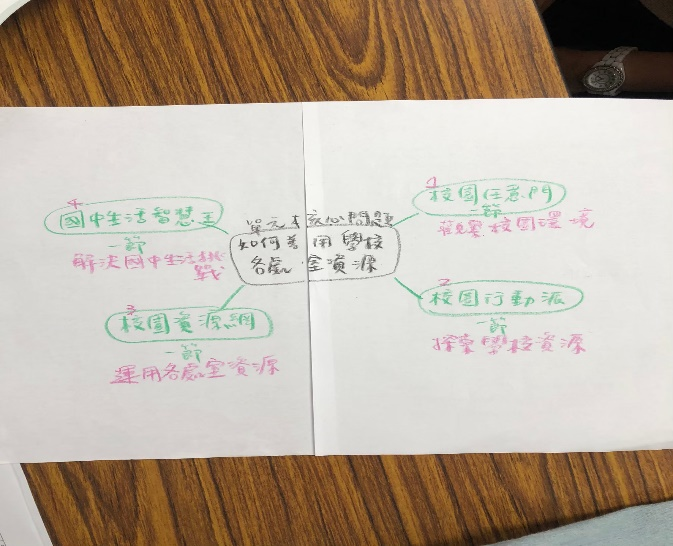 單元核心問題
如何善用學校
各處室資源
1
校園任意門
二節
觀察校園環境
2
校園行動派
一節
探索學校資源
3
校園資源網
一節
運用各處室資源
4
國中生活智慧王
一節
解決國中生活挑
戰